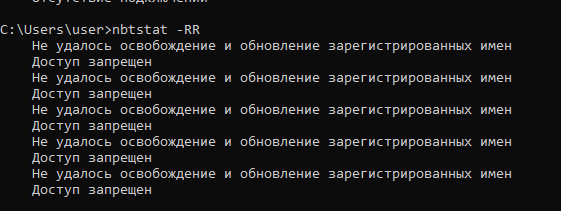 отсутствие подключений
C:\Users\user>nbtstat -RR
Не удалось освобождение и обновление зарегистрированных имен
Доступ запрещен
Не удалось освобождение и обновление зарегистрированных имен
Доступ запрещен
Не удалось освобождение и обновление зарегистрированных имен
Доступ запрещен
Не удалось освобождение и обновление зарегистрированных имен
Доступ запрещен
Не удалось освобождение и обновление зарегистрированных имен
Доступ запрещен